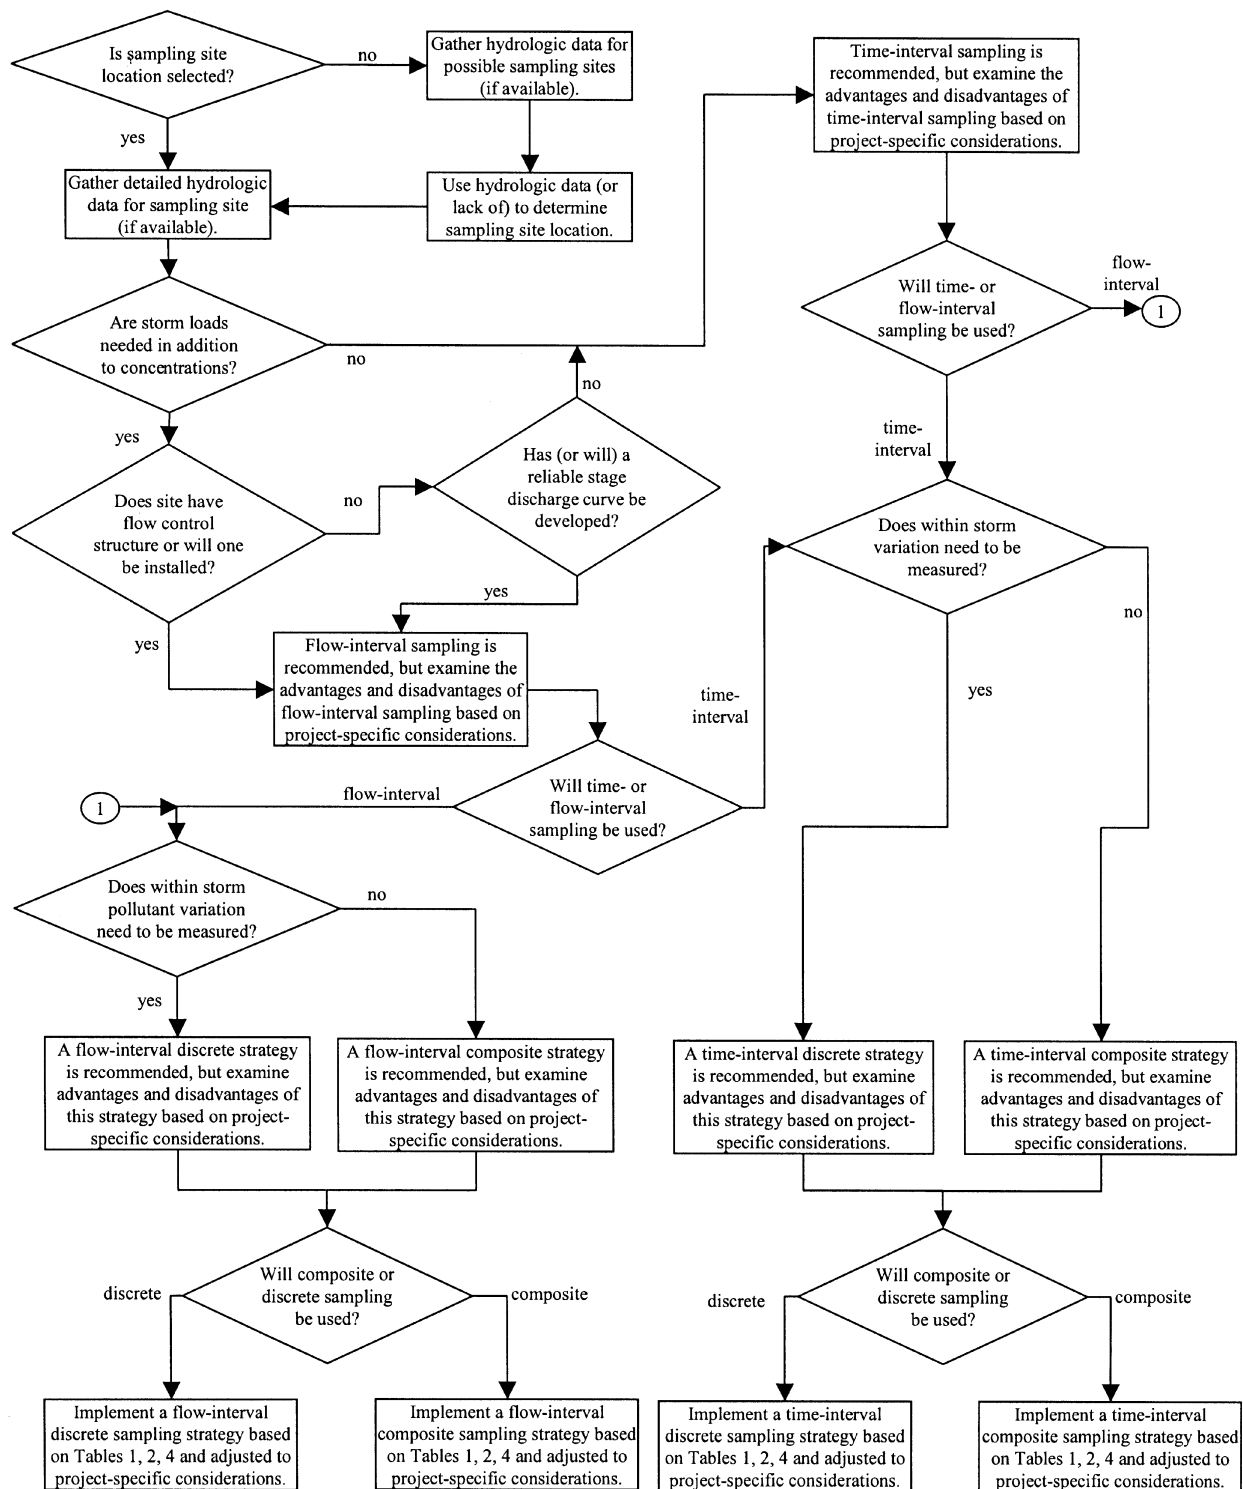 Is sampling site
location selected?
no
Gather hydrologic data for
possible sampling sites
(if available).
yes
Gather detailed hydrologic
data for sampling site
(if available).
Use hydrologic data (or
lack of) to determine
sampling site location.
Time-interval sampling is
recommended, but examine the
advantages and disadvantages of
time-interval sampling based on
project-specific considerations.
Are storm loads
needed in addition
to concentrations?
no
yes
Will time- or
flow-interval
sampling be used?
flow-
interval
1
time-
interval
Does site have
flow control
structure or will one
be installed?
no
yes
Has (or will) a
reliable stage
discharge curve be
developed?
no
yes
Flow-interval sampling is
recommended, but examine the
advantages and disadvantages of
flow-interval sampling based on
project-specific considerations.
Does within storm
variation need to be
measured?
no
yes
time-
interval
Will time- or
flow-interval
sampling be used?
flow-interval
1
Does within storm
pollutant variation
need to be measured?
no
yes
A flow-interval discrete strategy
is recommended, but examine
advantages and disadvantages of
this strategy based on project-
specific considerations.
A flow-interval composite strategy
is recommended, but examine
advantages and disadvantages of
this strategy based on project-
specific considerations.
A time-interval discrete strategy
is recommended, but examine
advantages and disadvantages of
this strategy based on project-
specific considerations.
A time-interval composite strategy
is recommended, but examine
advantages and disadvantages of
this strategy based on project-
specific considerations.
Will composite or
discrete sampling
be used?
discrete
composite
Will composite or
discrete sampling
be used?
discrete
composite
Implement a flow-interval
discrete sampling strategy based
on Tables 1, 2, 4 and adjusted to
project-specific considerations.
Implement a flow-interval
composite sampling strategy based
on Tables 1, 2, 4 and adjusted to
project-specific considerations.
Implement a time-interval
discrete sampling strategy based
on Tables 1, 2, 4 and adjusted to
project-specific considerations.
Implement a time-interval
composite sampling strategy based
on Tables 1, 2, 4 and adjusted to
project-specific considerations.